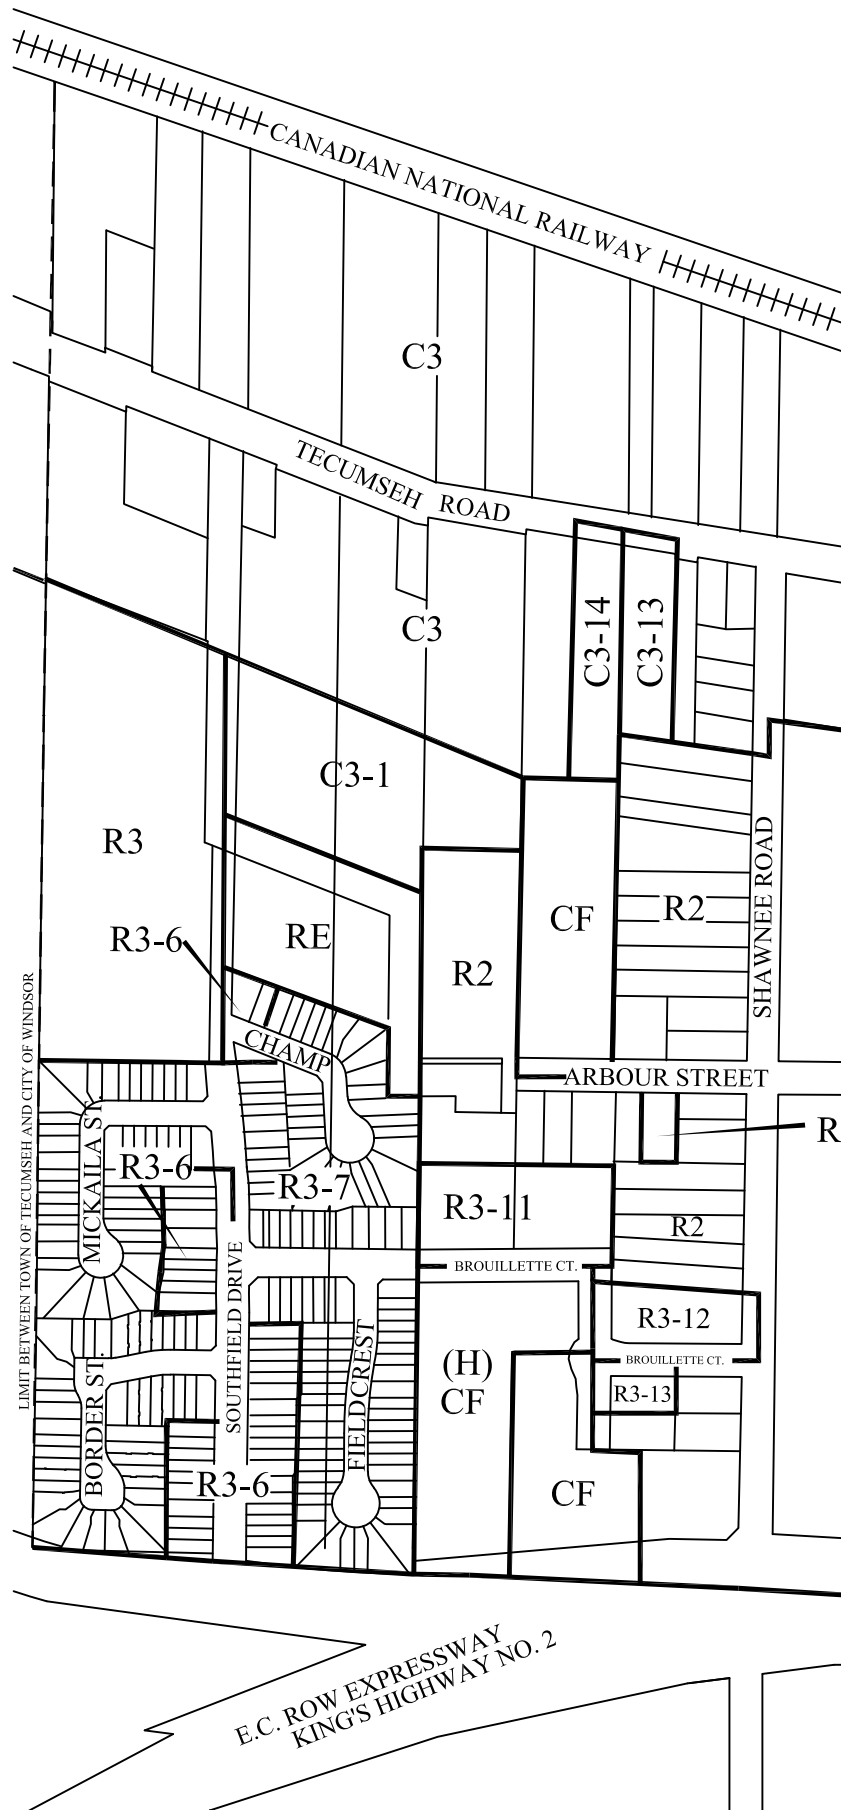 CANADIAN NATIONAL RAILWAY
C3
TECUMSEH ROAD
C3
C3-14
C3-13
C3-1
R3
SHAWNEE ROAD
CF
R2
R3-6
RE
R2
LIMIT BETWEEN TOWN OF TECUMSEH AND CITY OF WINDSOR
CHAMP
ARBOUR STREET
R
MICKAILA ST.
R3-6
R3-7
R3-11
R2
SOUTHFIELD DRIVE
BROUILLETTE CT.
R3-12
FIELDCREST
(H)
CF
BROUILLETTE CT.
BORDER ST.
R3-13
R3-6
CF
E.C. ROW EXPRESSWAY
KING'S HIGHWAY NO. 2